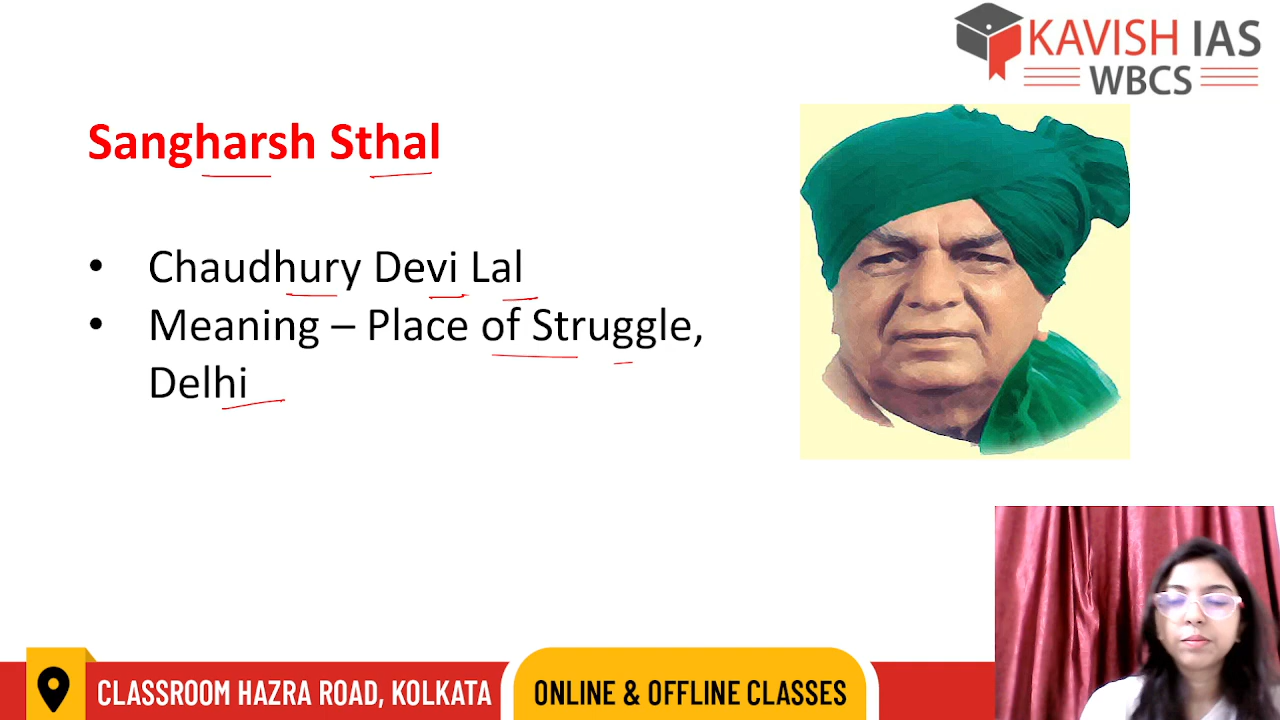 KAVISH IAS
WBCS
Sangharsh Sthal
• Chaudhury Devi Lal
• Meaning – Place of Struggle,
Delhi
CLASSROOM HAZRA ROAD, KOLKATA
ONLINE & OFFLINE CLASSES